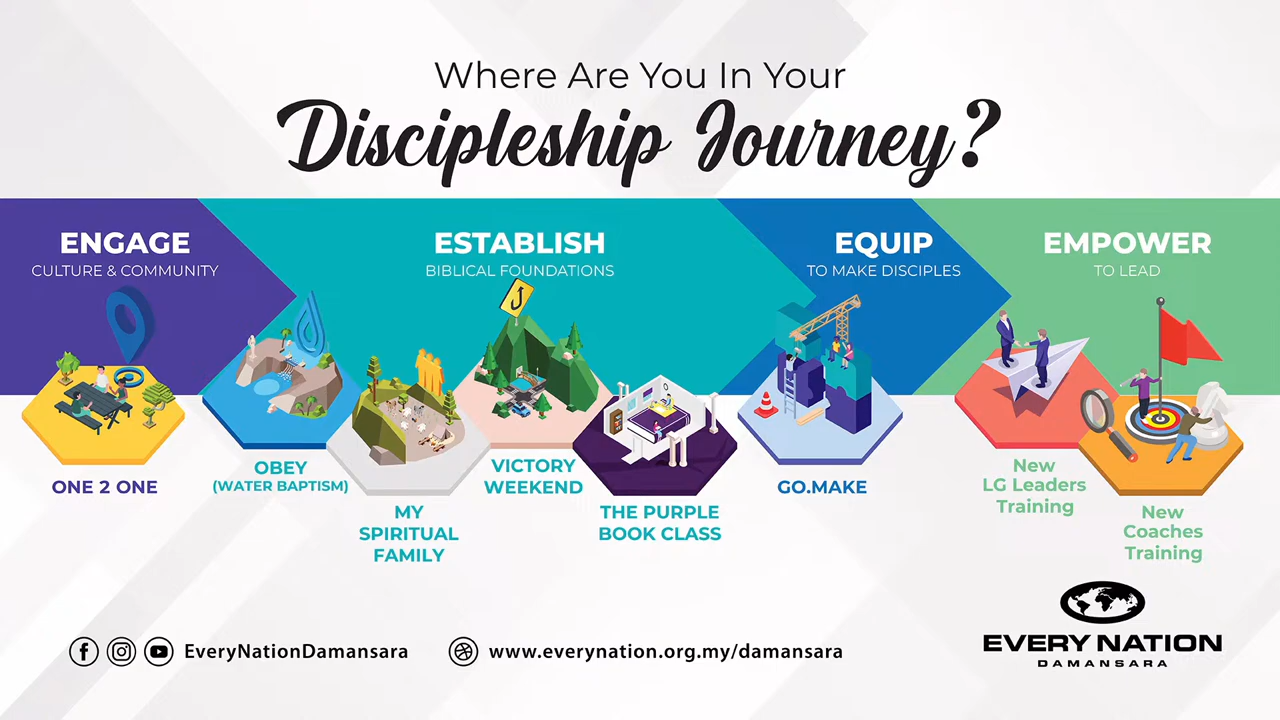 Where Are You In Your
Discipleship Journey?
ENGAGE
CULTURE & COMMUNITY
ESTABLISH
BIBLICAL FOUNDATIONS
EQUIP
TO MAKE DISCIPLES
EMPOWER
TO LEAD
ONE 2 ONE
OBEY
(WATER BAPTISM)
MY
SPIRITUAL
FAMILY
VICTORY
WEEKEND
THE PURPLE
BOOK CLASS
GO.MAKE
New
LG Leaders
Training
New
Coaches
Training
EveryNationDamansara
www.everynation.org.my/damansara
EVERY NATION
DAMANSARA